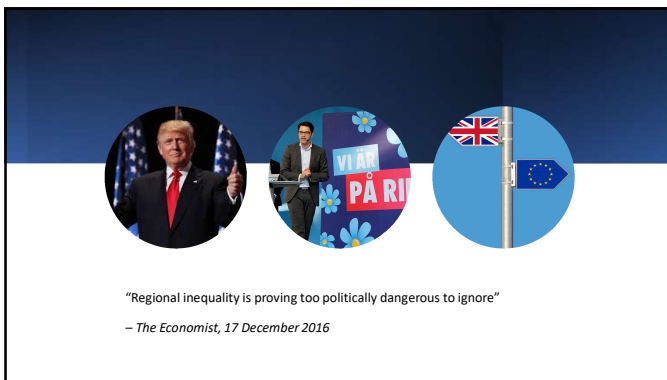 VI ÄR
PÅ RI
“Regional inequality is proving too politically dangerous to ignore”
– The Economist, 17 December 2016